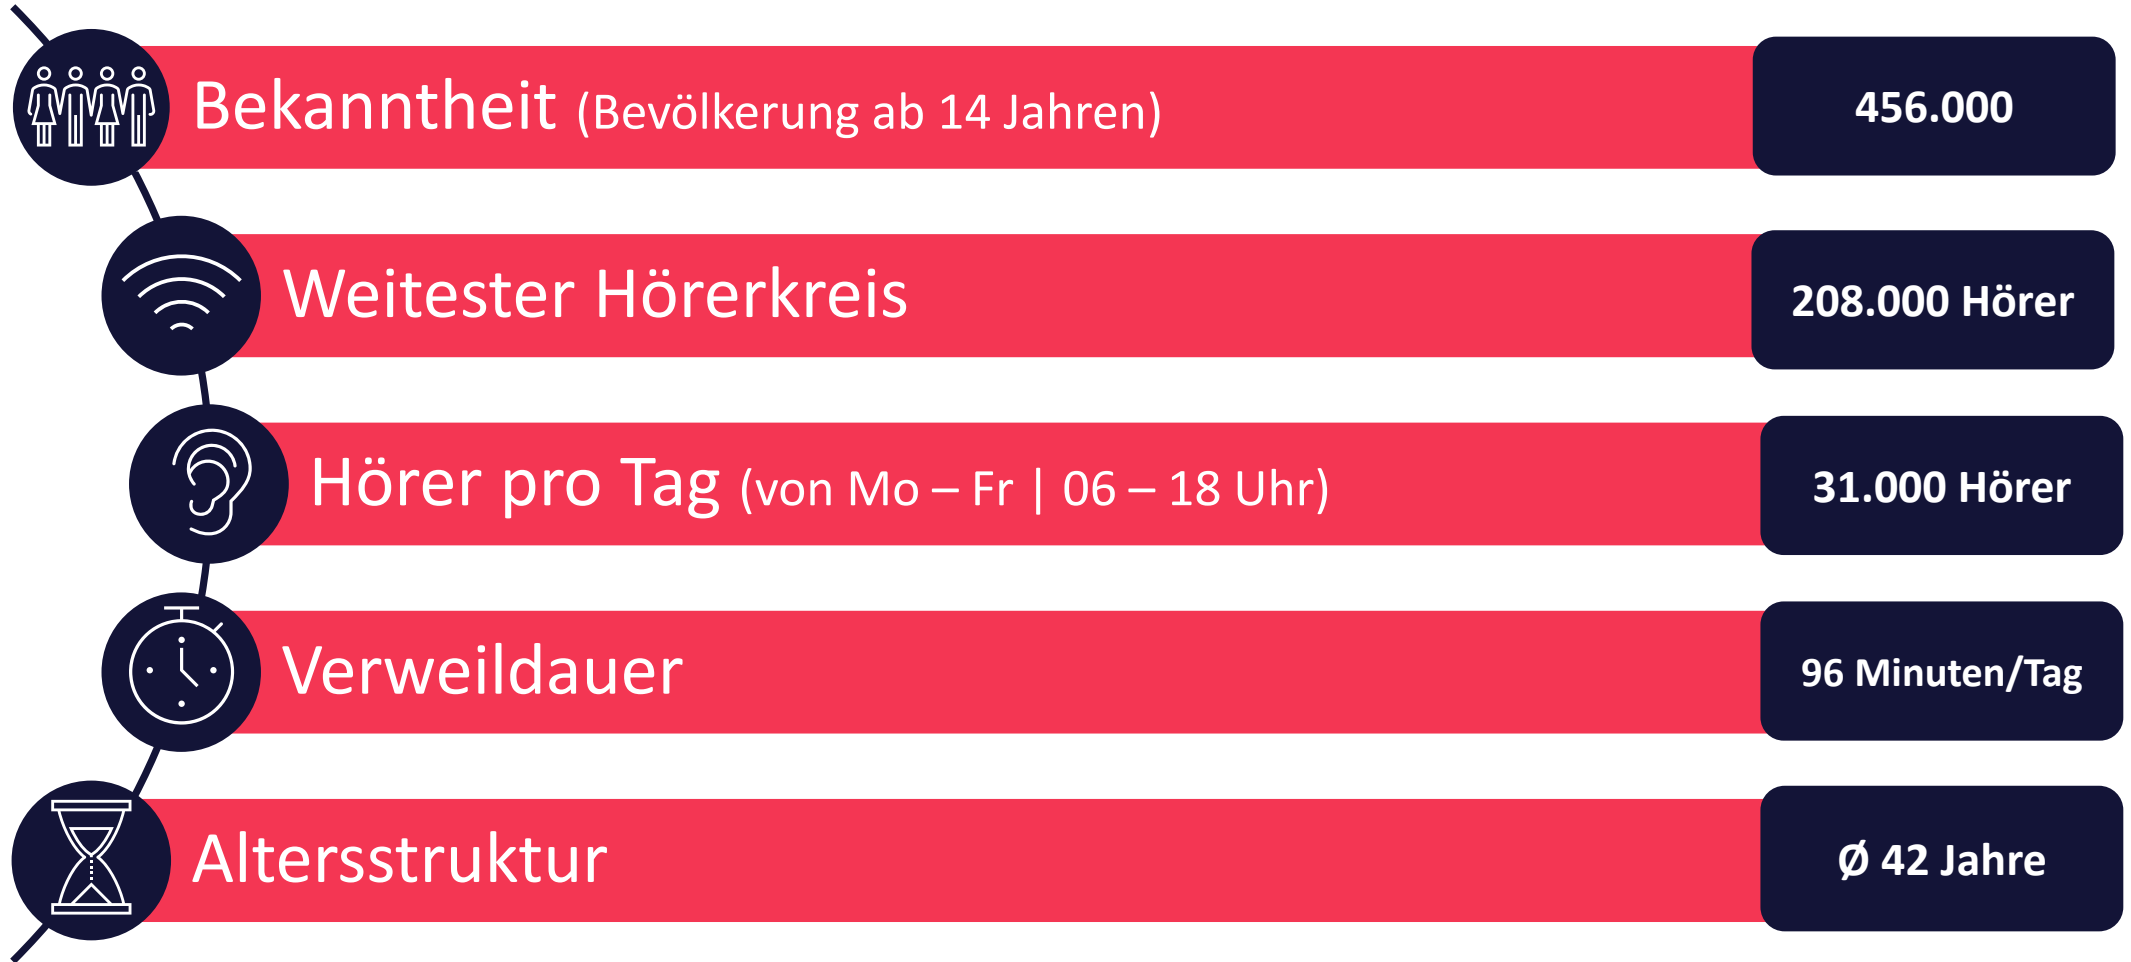 Bekanntheit (Bevölkerung ab 14 Jahren) 456.000
Weitester Hörerkreis 208.000 Hörer
Hörer pro Tag (von Mo – Fr | 06 – 18 Uhr) 31.000 Hörer
Verweildauer 96 Minuten/Tag
Altersstruktur Ø 42 Jahre